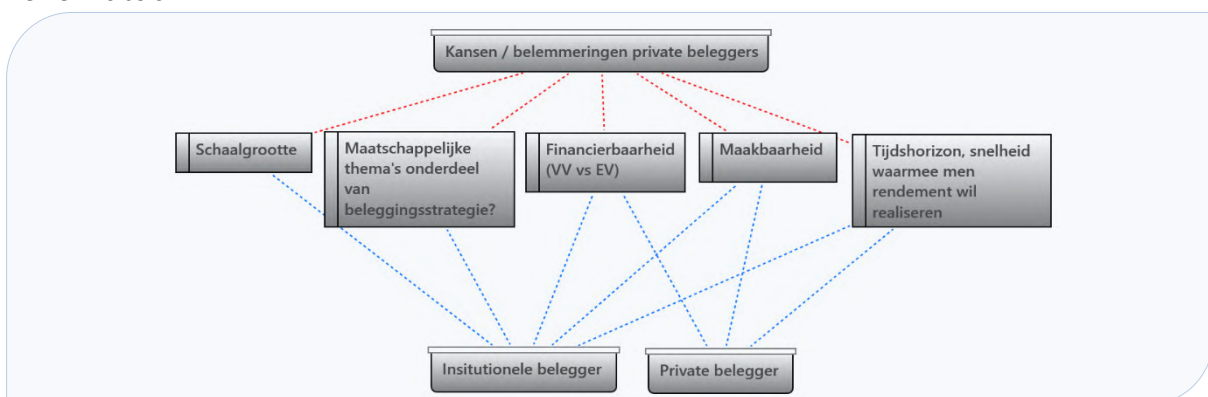 Kansen / belemmeringen private beleggers
Schaalgrootte
Maatschappelijke
thema's onderdeel
van
beleggingsstrategie?
Financierbaarheid
(VV vs EV)
Maakbaarheid
Tijdshorizon, snelheid
waarmee men
rendement wil
realiseren
Insitutionele belegger
Private belegger